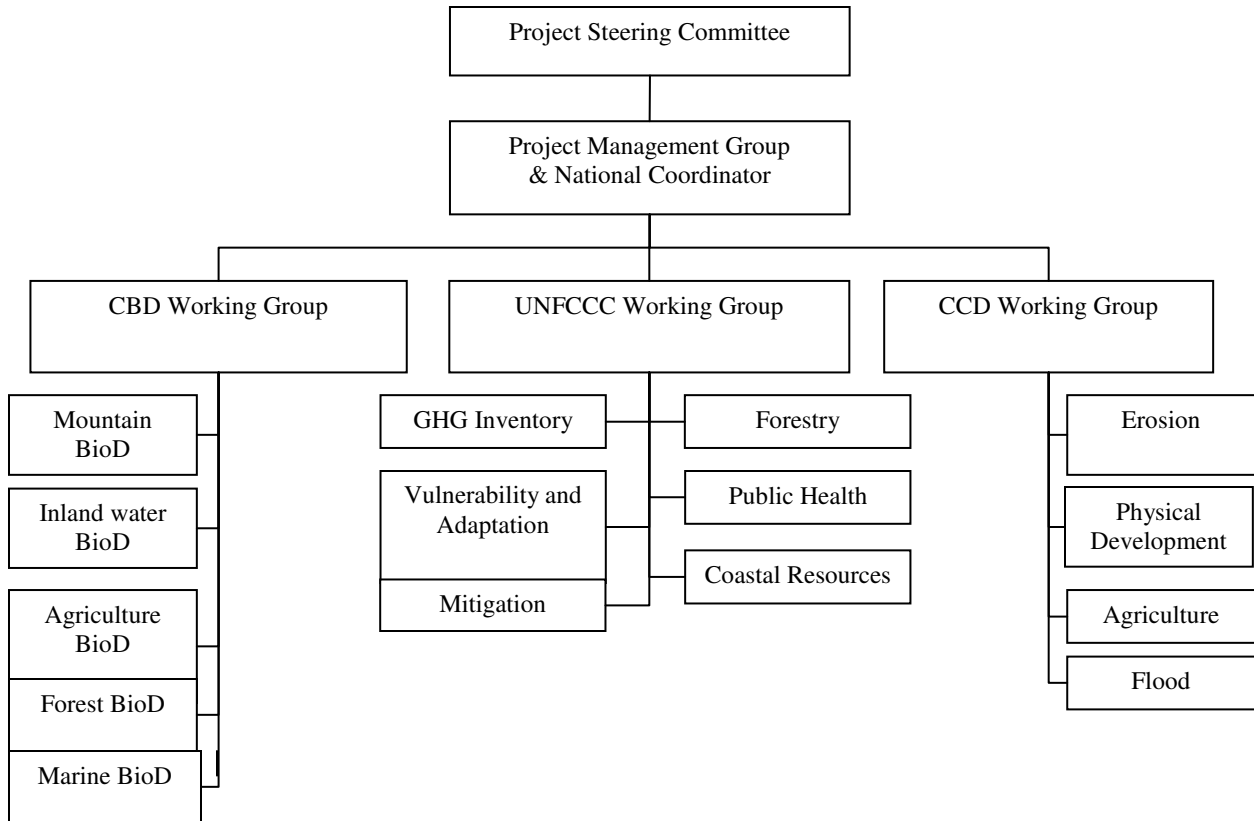 Project Steering Committee
Project Management Group
& National Coordinator
CBD Working Group
UNFCCC Working Group
CCD Working Group
Mountain
BioD
Inland water
BioD
Agriculture
BioD
Forest BioD
Marine BioD
GHG Inventory
Vulnerability and
Adaptation
Mitigation
Forestry
Public Health
Coastal Resources
Erosion
Physical
Development
Agriculture
Flood